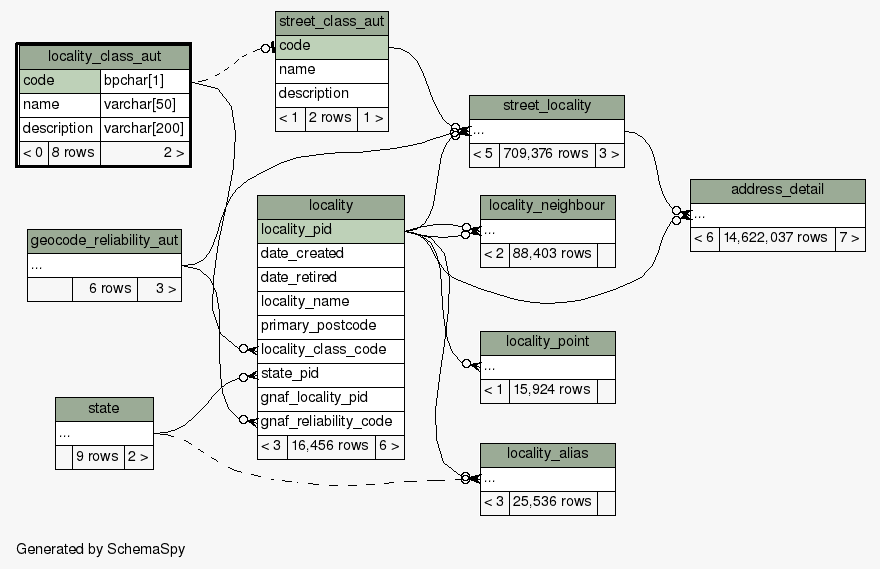 street_class_aut
code
name
description
< 1 2 rows 1 >
locality_class_aut
code bpchar[1]
name varchar[50]
description varchar[200]
< 0 8 rows 2 >
street_locality
...
< 5 709,376 rows 3 >
address_detail
...
< 6 14,622,037 rows 7 >
locality
locality_pid
date_created
date_retired
locality_name
primary_postcode
locality_class_code
state_pid
gnaf_locality_pid
gnaf_reliability_code
< 3 16,456 rows 6 >
locality_neighbour
...
< 2 88,403 rows
geocode_reliability_aut
...
6 rows 3 >
locality_point
...
< 1 15,924 rows
state
...
9 rows 2 >
locality_alias
...
< 3 25,536 rows
Generated by SchemaSpy